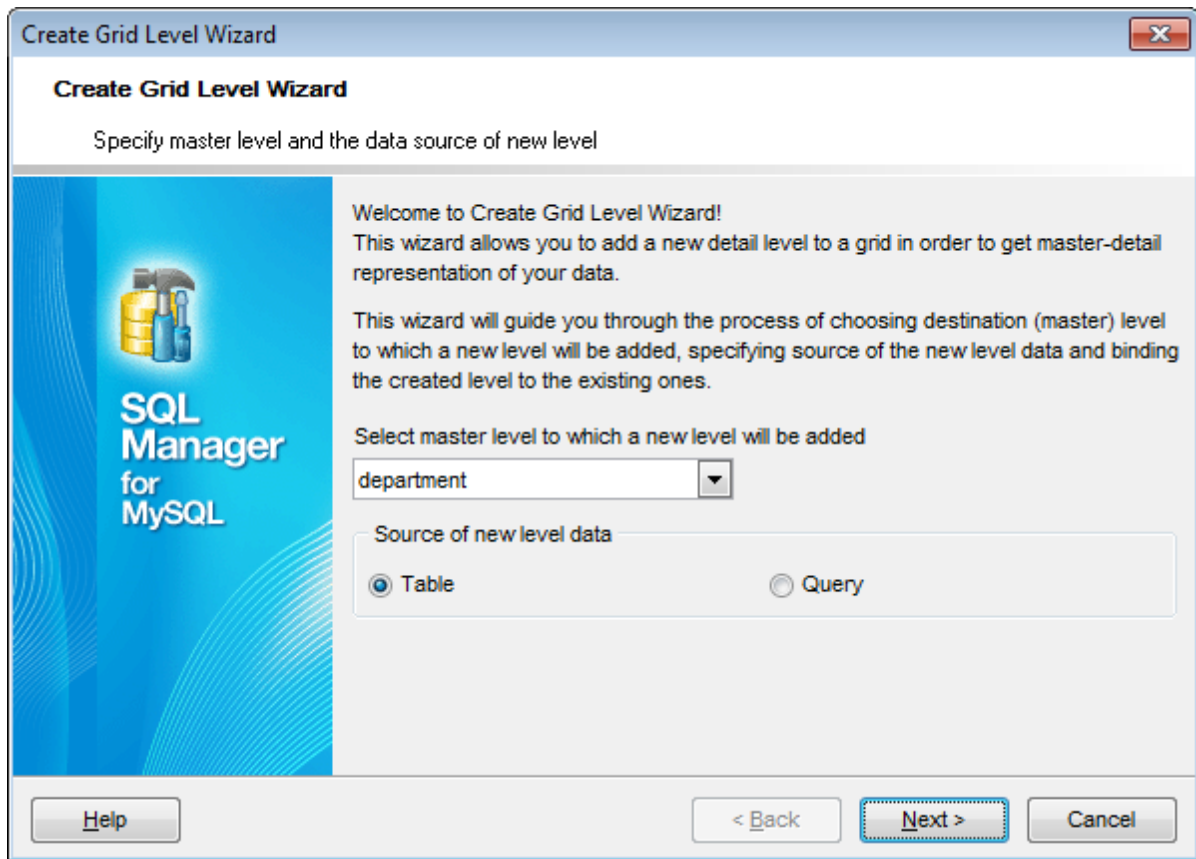 Create Grid Level Wizard
Create Grid Level Wizard
Specify master level and the data source of new level
SQL
Manager
for
MySQL
Welcome to Create Grid Level Wizard!
This wizard allows you to add a new detail level to a grid in order to get master-detail
representation of your data.
This wizard will guide you through the process of choosing destination (master) level
to which a new level will be added, specifying source of the new level data and binding
the created level to the existing ones.
Select master level to which a new level will be added
department
Source of new level data
Table Query
Help < Back Next > Cancel